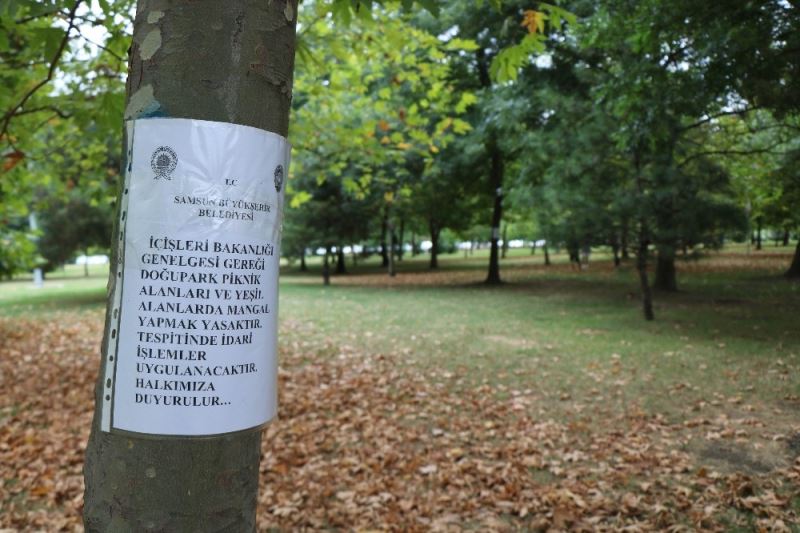 T.C
SAMSUN BÜYÜKŞEHİR
BELEDİYESİ
İÇİŞLERİ BAKANLIĞI
GENELGESİ GEREĞİ
DOĞUPARK PİKNİK
ALANLARI VE YEŞİL
ALANLARDA MANGAL
YAPMAK YASAKTIR.
TESPİTİNDE İDARİ
İŞLEMLER
UYGULANACAKTIR.
HALKIMIZA
DUYURULUR...